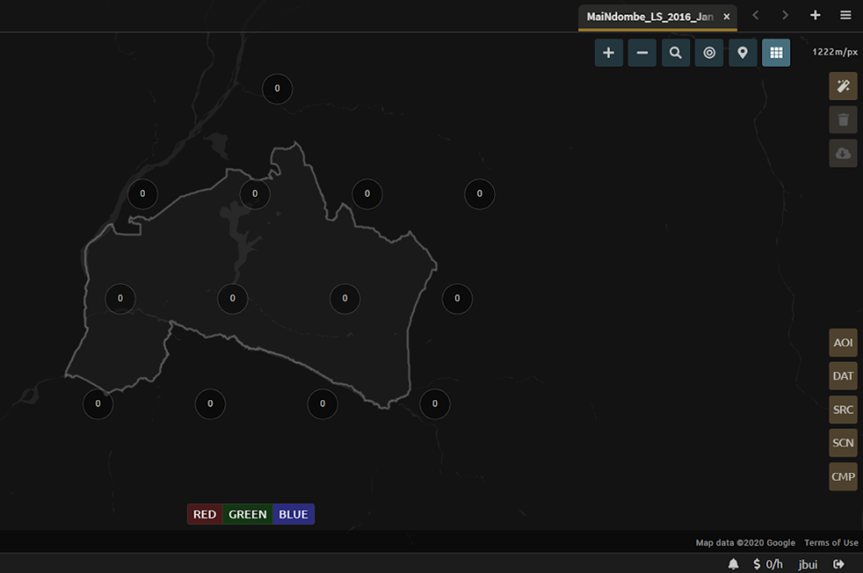 MaiNdombe_LS_2016_Jan
1222m/px
0
0
0
0
0
0
0
0
0
0
0
0
0
AOI
DAT
SRC
SCN
CMP
RED GREEN BLUE
Map data ©2020 Google Terms of Use
$ 0/h jbui